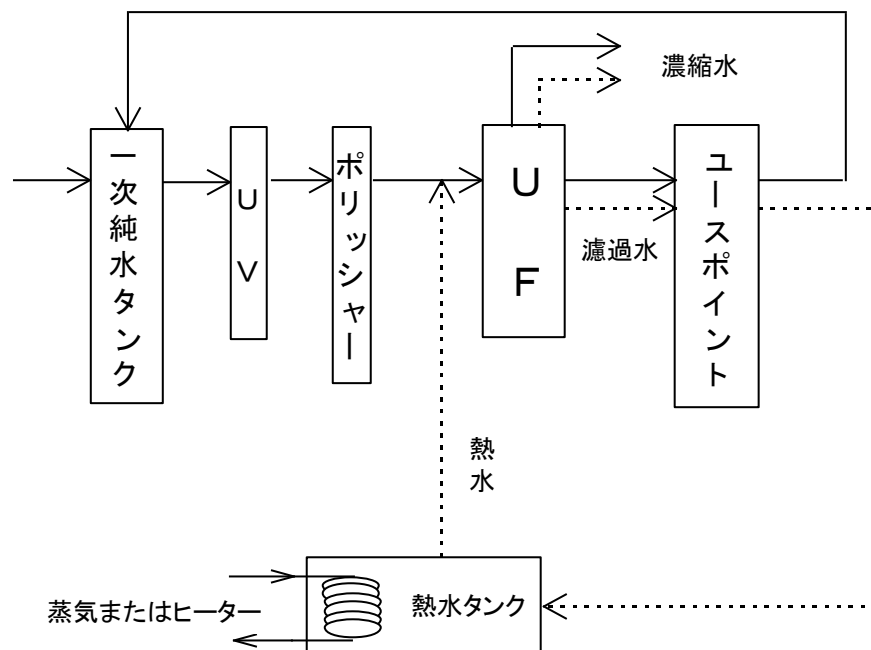 濃縮水
一次純水タンク
UV
ポリッシャー
UF
ユースポイント
濾過水
熱水
蒸気またはヒーター
熱水タンク